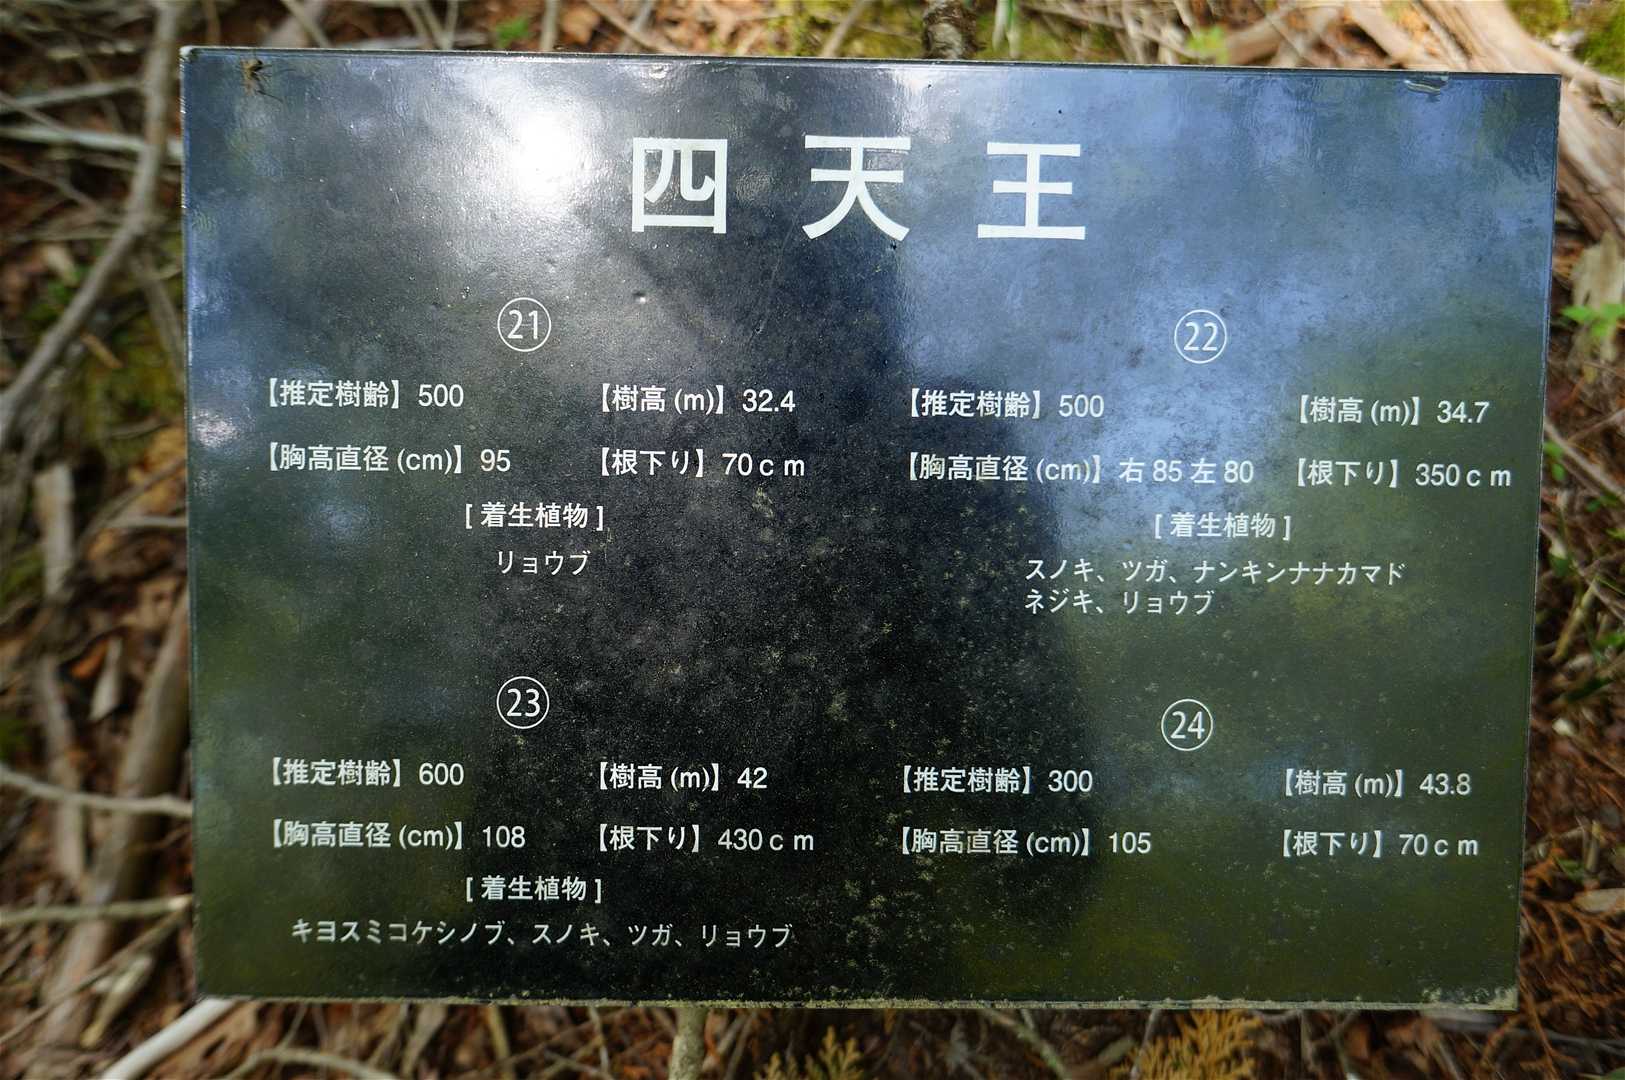 四天王
㉑
【推定樹齢】500 【樹高(m)】32.4
【胸高直径(cm)】95 【根下り】70ｃｍ
[着生植物]
リョウブ
㉒
【推定樹齢】500 【樹高(m)】34.7
【胸高直径(cm)】右85左80 【根下り】350ｃｍ
[着生植物]
スノキ、ツガ、ナンキンナナカマド
ネジキ、リョウブ
㉓
【推定樹齢】600 【樹高(m)】42
【胸高直径(cm)】108 【根下り】430ｃｍ
[着生植物]
キヨスミコケシノブ、スノキ、ツガ、リョウブ
㉔
【推定樹齢】300 【樹高(m)】43.8
【胸高直径(cm)】105 【根下り】70ｃｍ